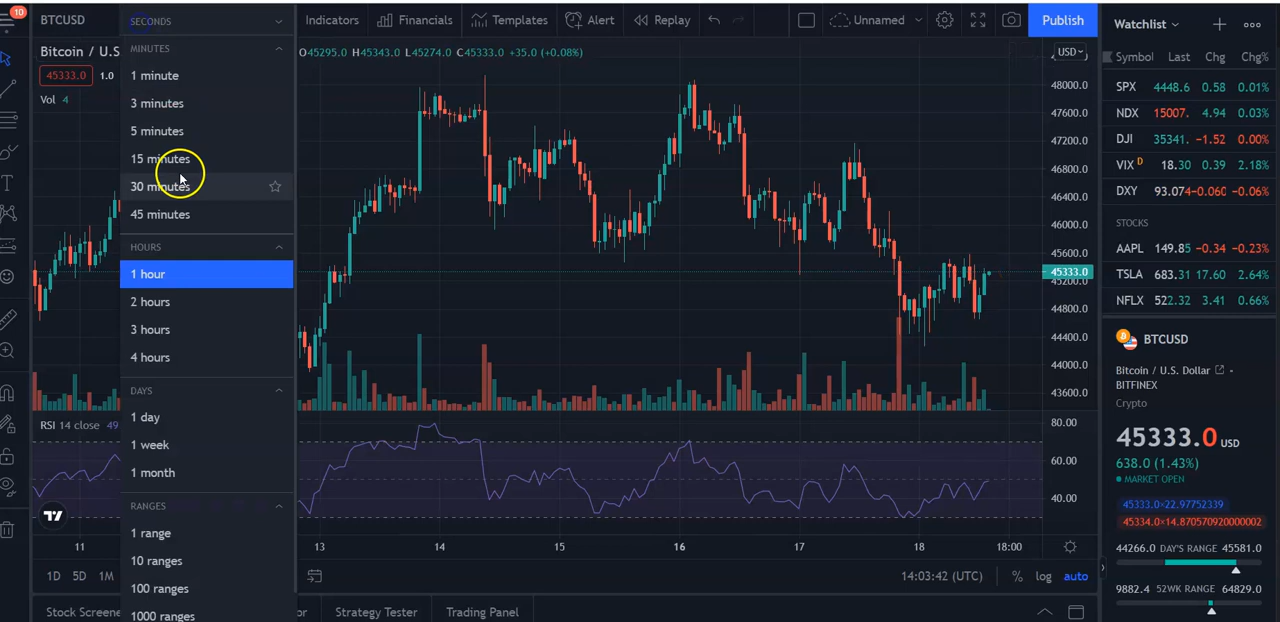 10
BTCUSD
SECONDS
Indicators
Financials
Templates
Alert
Replay
Unnamed
Publish
Watchlist
Bitcoin / U.S
O45295.0 H45343.0 L45274.0 C45333.0 +35.0 (+0.08%)
USD
45333.0
1.0
Vol 4
MINUTES
1 minute
3 minutes
5 minutes
15 minutes
30 minutes
45 minutes
HOURS
1 hour
2 hours
3 hours
4 hours
DAYS
1 day
1 week
1 month
RANGES
1 range
10 ranges
100 ranges
1000 ranges
48000.0
47600.0
47200.0
46800.0
46400.0
46000.0
45600.0
45333.0
45200.0
44800.0
44400.0
44000.0
43600.0
RSI 14 close 49
80.00
60.00
40.00
11
13
14
15
16
17
18
18:00
1D 5D 1M
14:03:42 (UTC)
%
log
auto
Stock Screene
or
Strategy Tester
Trading Panel
Symbol Last Chg Chg%
SPX 4448.6 0.58 0.01%
NDX 15007. 4.94 0.03%
DJI 35341. −1.52 0.00%
VIX D 18.30 0.39 2.18%
DXY 93.074 −0.060 −0.06%
STOCKS
AAPL 149.85 −0.34 −0.23%
TSLA 683.31 17.60 2.64%
NFLX 522.32 3.41 0.66%
BTCUSD
Bitcoin / U.S. Dollar
BITFINEX
Crypto
45333.0 USD
638.0 (1.43%)
MARKET OPEN
45333.0×22.97752339
45334.0×14.870570920000002
44266.0 DAY'S RANGE 45581.0
9882.4 52WK RANGE 64829.0